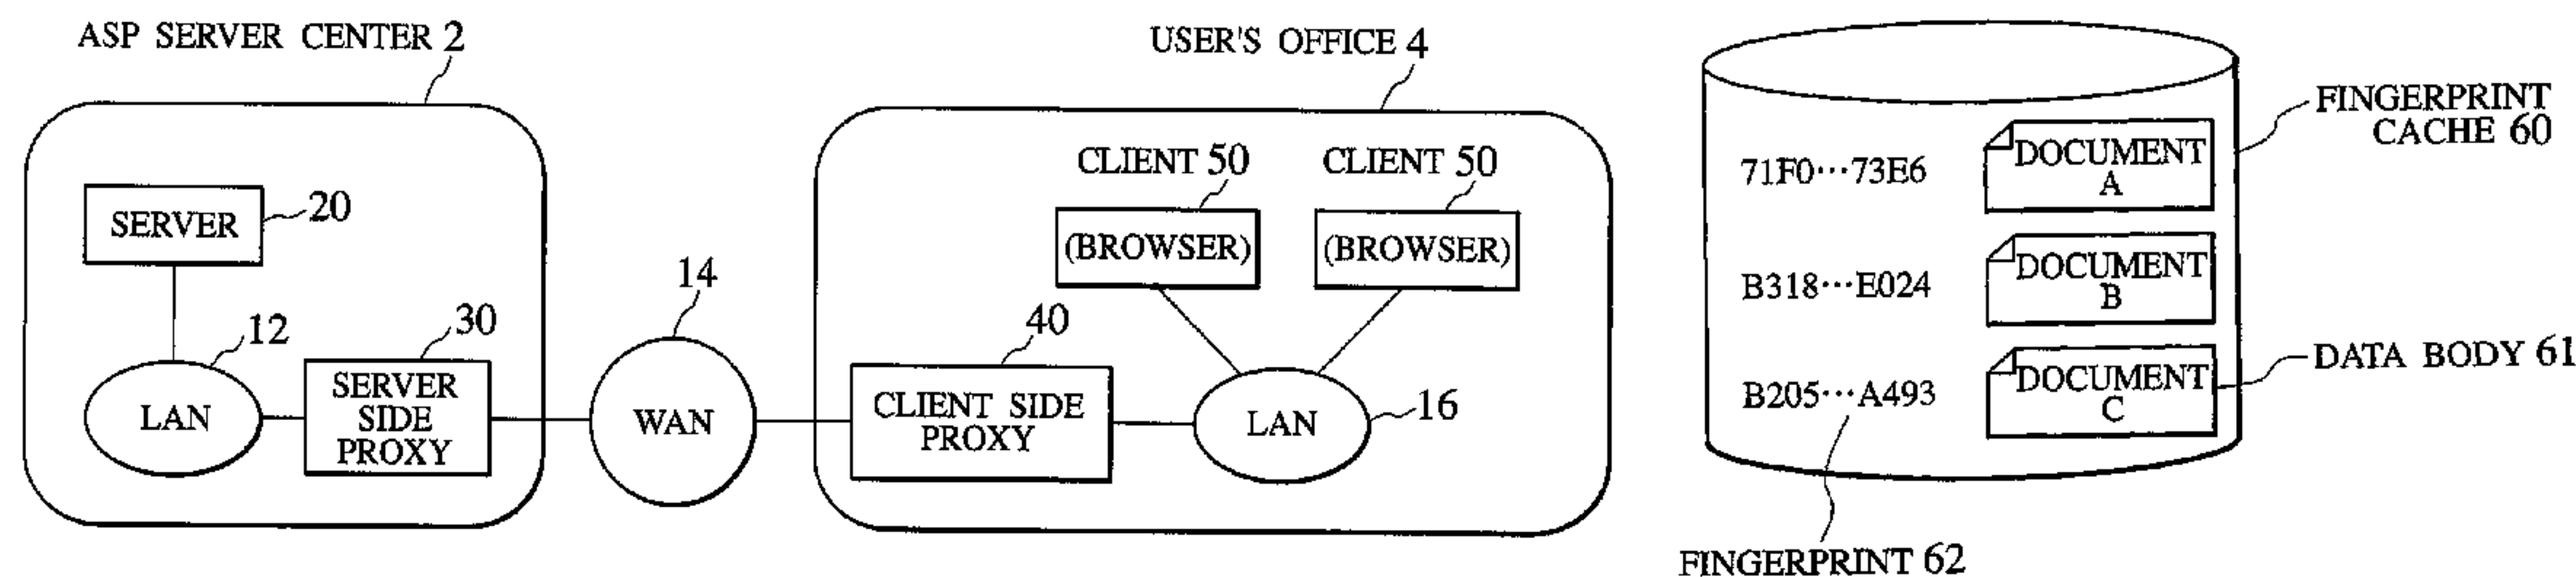 ASP SERVER CENTER 2
SERVER
20
12
LAN
30
SERVER
SIDE
PROXY
14
WAN
USER'S OFFICE 4
CLIENT 50
(BROWSER)
CLIENT 50
(BROWSER)
40
CLIENT SIDE
PROXY
LAN
16
FINGERPRINT
CACHE 60
71F0···73E6
DOCUMENT
A
B318···E024
DOCUMENT
B
B205···A493
DOCUMENT
C
DATA BODY 61
FINGERPRINT 62